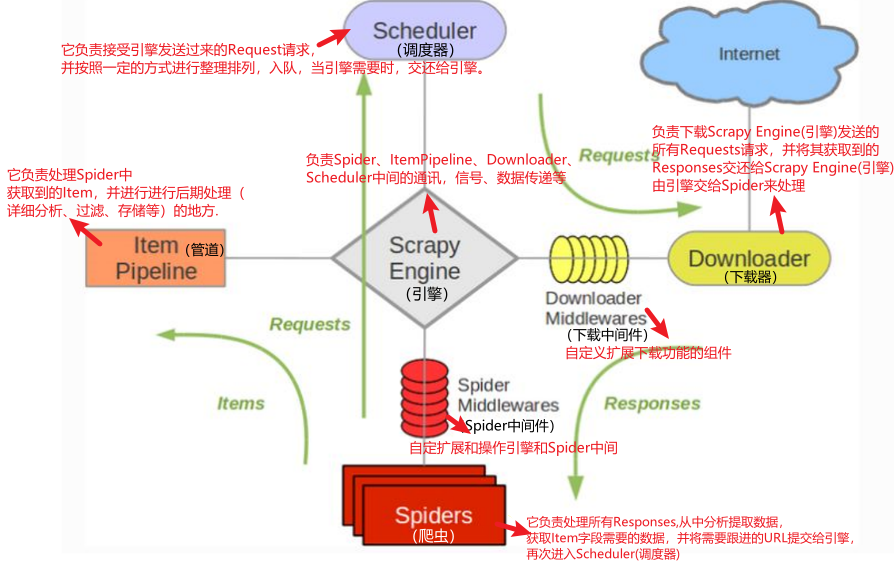 Scheduler
(调度器)
它负责接受引擎发送过来的Request请求，
并按照一定的方式进行整理排列，入队，当引擎需要时，交还给引擎。
Internet
负责下载Scrapy Engine(引擎)发送的
所有Requests请求，并将其获取到的
Responses交还给Scrapy Engine(引擎)
由引擎交给Spider来处理
Requests
负责Spider、ItemPipeline、Downloader、
Scheduler中间的通讯，信号、数据传递等
它负责处理Spider中
获取到的Item，并进行进行后期处理（
详细分析、过滤、存储等）的地方.
Item (管道)
Pipeline
Scrapy
Engine
(引擎)
Downloader
(下载器)
Downloader
Middlewares
(下载中间件)
自定义扩展下载功能的组件
Requests
Items
Spider
Middlewares
(Spider中间件)
自定扩展和操作引擎和Spider中间
Responses
Spiders
(爬虫)
它负责处理所有Responses,从中分析提取数据，
获取Item字段需要的数据，并将需要跟进的URL提交给引擎，
再次进入Scheduler(调度器)